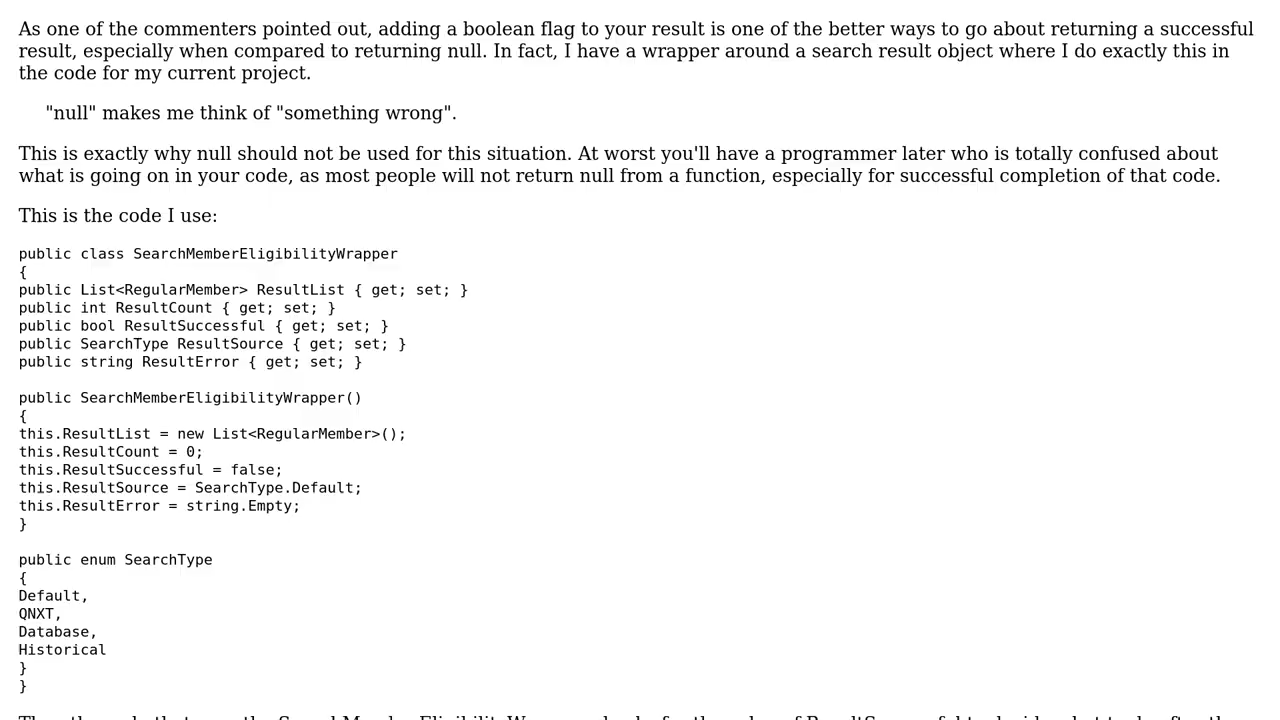 As one of the commenters pointed out, adding a boolean flag to your result is one of the better ways to go about returning a successful
result, especially when compared to returning null. In fact, I have a wrapper around a search result object where I do exactly this in
the code for my current project.
"null" makes me think of "something wrong".
This is exactly why null should not be used for this situation. At worst you'll have a programmer later who is totally confused about
what is going on in your code, as most people will not return null from a function, especially for successful completion of that code.
This is the code I use:
public class SearchMemberEligibilityWrapper
{
public List<RegularMember> ResultList { get; set; }
public int ResultCount { get; set; }
public bool ResultSuccessful { get; set; }
public SearchType ResultSource { get; set; }
public string ResultError { get; set; }
public SearchMemberEligibilityWrapper()
{
this.ResultList = new List<RegularMember>();
this.ResultCount = 0;
this.ResultSuccessful = false;
this.ResultSource = SearchType.Default;
this.ResultError = string.Empty;
}
public enum SearchType
{
Default,
QNXT,
Database,
Historical
}
}